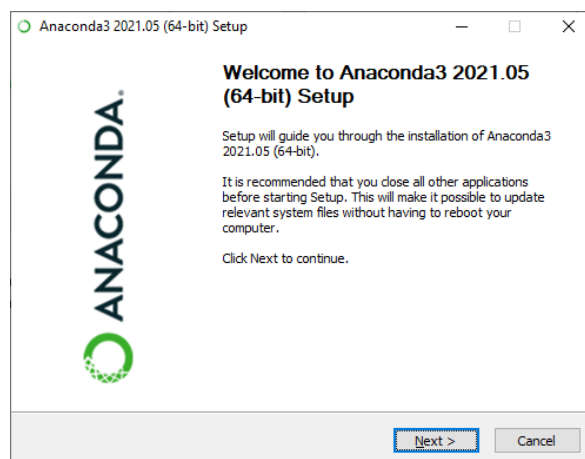 Anaconda3 2021.05 (64-bit) Setup
ANACONDA.
Welcome to Anaconda3 2021.05
(64-bit) Setup
Setup will guide you through the installation of Anaconda3
2021.05 (64-bit).
It is recommended that you close all other applications
before starting Setup. This will make it possible to update
relevant system files without having to reboot your
computer.
Click Next to continue.
Next >
Cancel